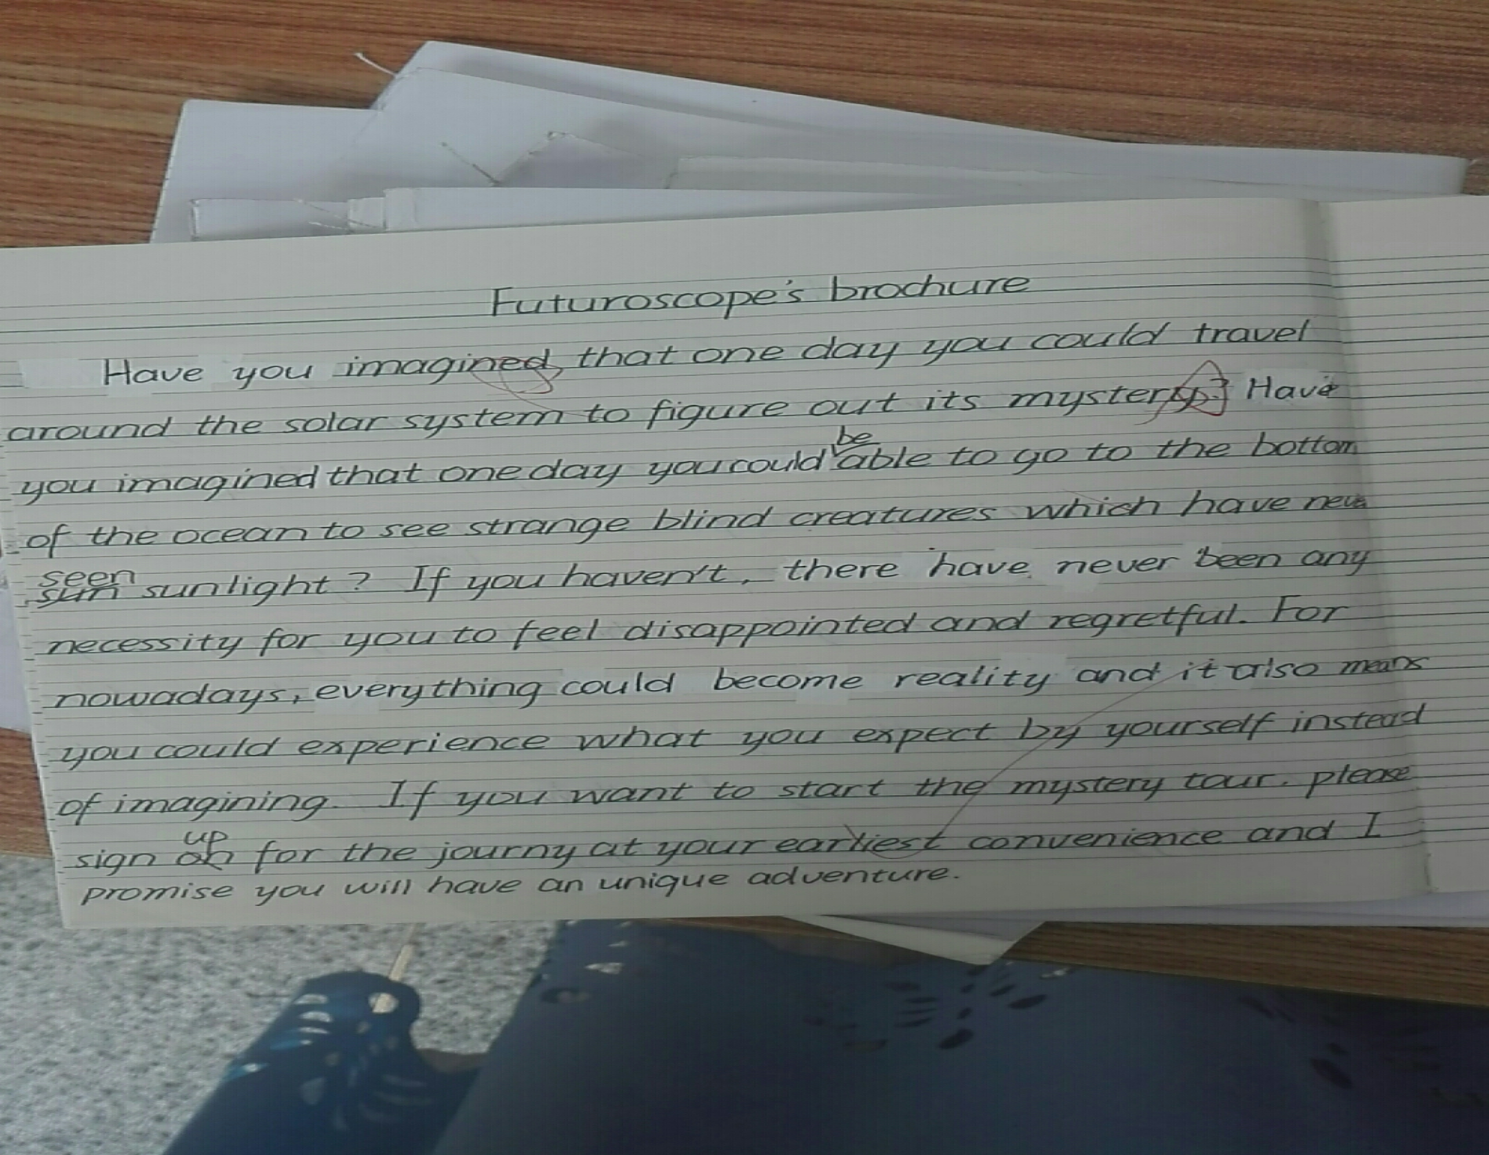 Futuroscope's brochure
Have you imagined, that one day you could travel
around the solar system to figure out its mystery? Have
you imagined that one day you could be able to go to the bottom
of the ocean to see strange blind creatures which have never
seen sunlight? If you haven't, there have never been any
necessity for you to feel disappointed and regretful. For
nowadays, everything could become reality and it also means
you could experience what you expect by yourself instead
of imagining. If you want to start the mystery tour. please
sign up for the journy at your earliest convenience and I
promise you will have an unique adventure.